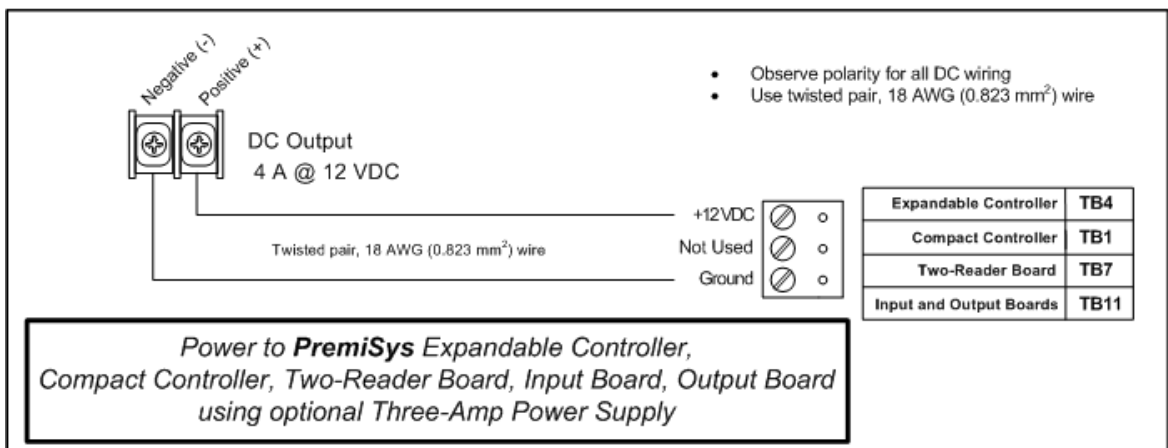 Negative (-)
Positive (+)
DC Output
4 A @ 12 VDC
• Observe polarity for all DC wiring
• Use twisted pair, 18 AWG (0.823 mm²) wire
+12VDC
Not Used
Ground
Twisted pair, 18 AWG (0.823 mm²) wire
Expandable Controller TB4
Compact Controller TB1
Two-Reader Board TB7
Input and Output Boards TB11
Power to PremiSys Expandable Controller,
Compact Controller, Two-Reader Board, Input Board, Output Board
using optional Three-Amp Power Supply